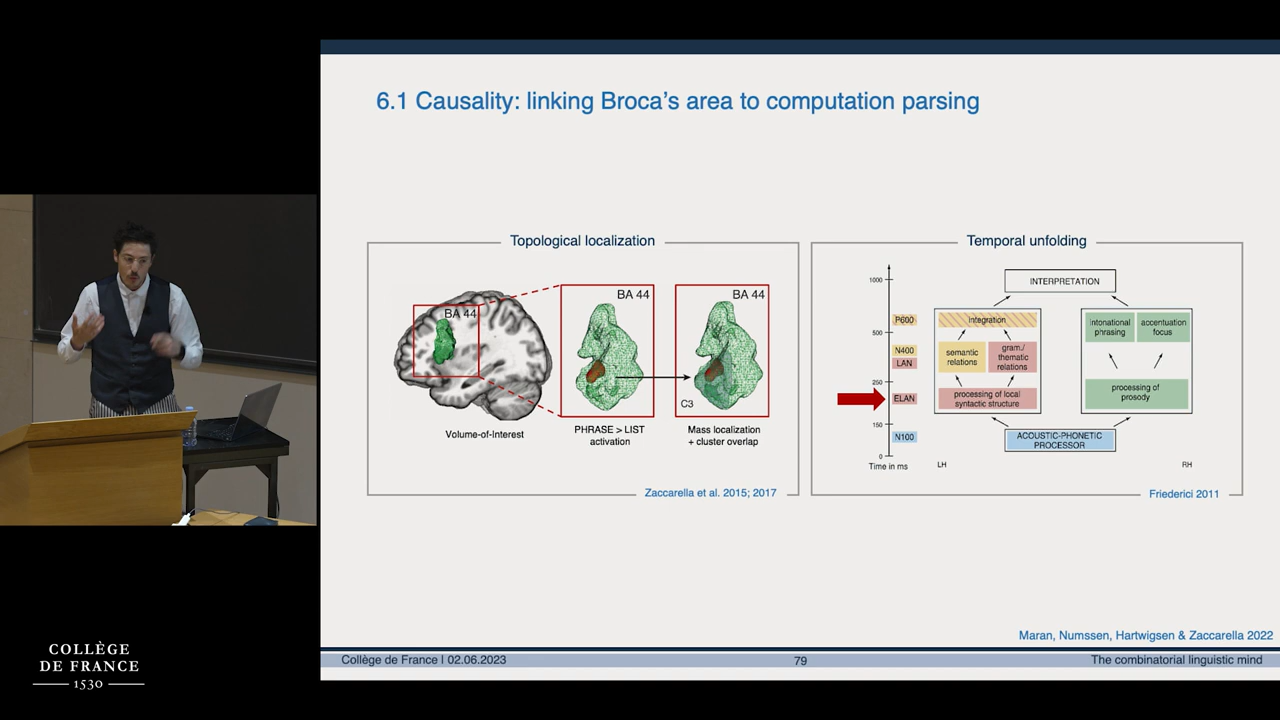 6.1 Causality: linking Broca's area to computation parsing
Topological localization
BA 44
BA 44
BA 44
C3
Volume-of-Interest
PHRASE > LIST
activation
Mass localization
+ cluster overlap
Zaccarella et al. 2015; 2017
Temporal unfolding
1000
INTERPRETATION
P600
500
integration
intonational
phrasing
accentuation
focus
N400
LAN
semantic
relations
gram./
thematic
relations
250
ELAN
processing of local
syntactic structure
processing of
prosody
150
N100
ACOUSTIC-PHONETIC
PROCESSOR
0
Time in ms
LH
RH
Friederici 2011
Maran, Numssen, Hartwigsen & Zaccarella 2022
Collège de France I 02.06.2023
79
The combinatorial linguistic mind
COLLÈGE
DE FRANCE
1530